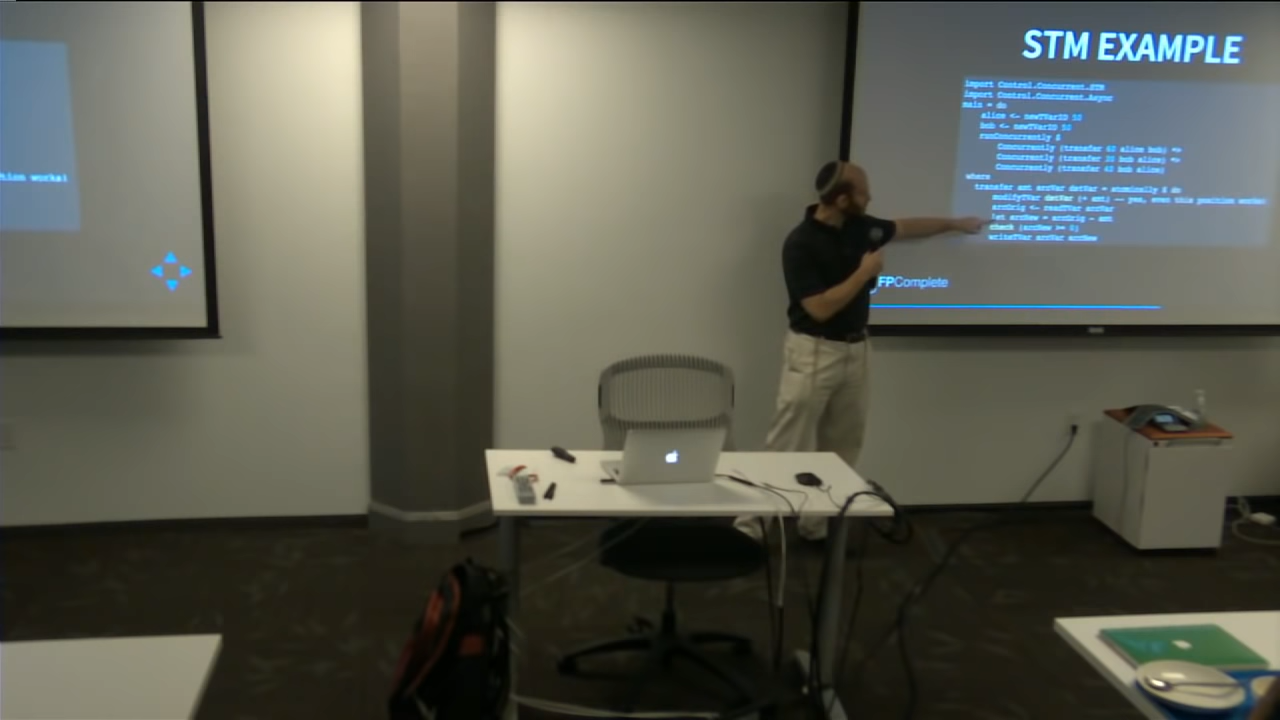 tion works!
STM EXAMPLE
import Control.Concurrent.STM
import Control.Concurrent.Async
main = do
alice <- newTVarIO 50
bob <- newTVarIO 50
runConcurrently $
Concurrently (transfer 40 alice bob) *>
Concurrently (transfer 20 bob alice) *>
Concurrently (transfer 42 bob alice)
where
transfer amt srcVar dstVar = atomically $ do
modifyTVar dstVar (+ amt) -- yes, even this position works!
srcOrig <- readTVar srcVar
let srcNew = srcOrig - amt
check (srcNew >= 0)
writeTVar srcVar srcNew
FPComplete